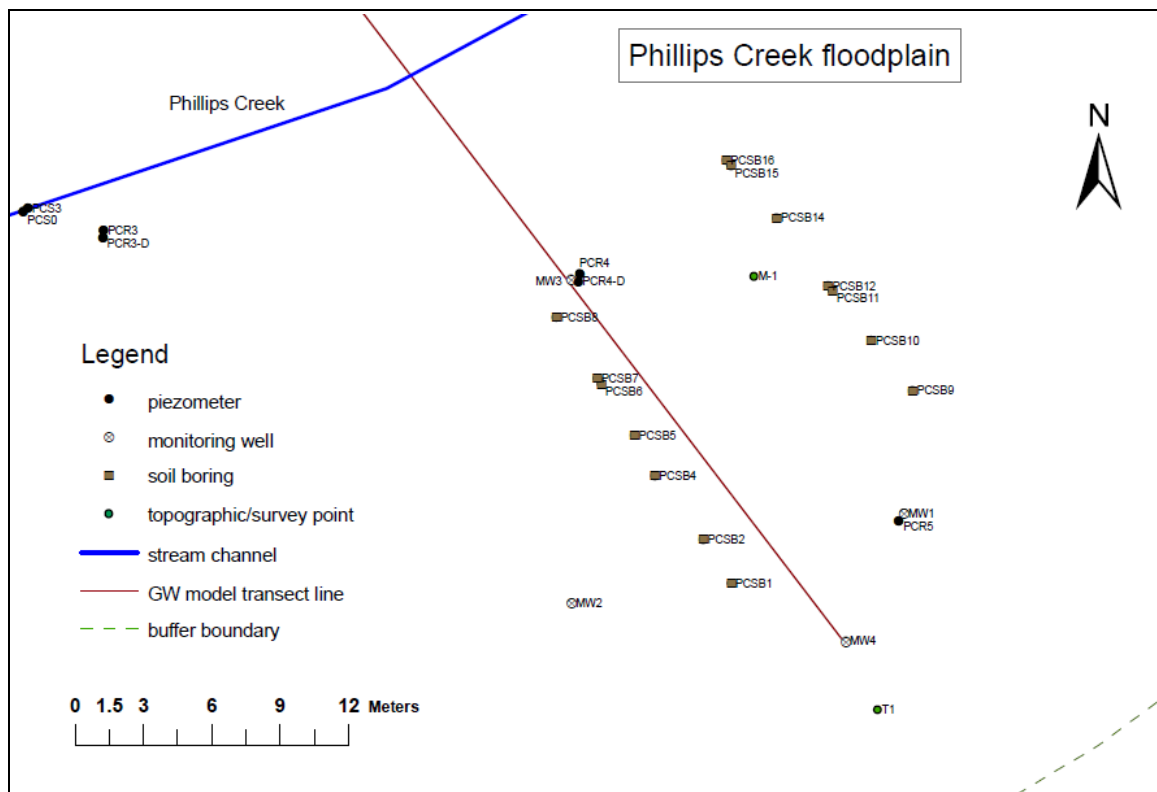 Phillips Creek floodplain
Phillips Creek
N
PCSB16
PCSB15
PCS3
PCS0
PCSB14
PCR3
PCR3-D
PCR4
MW3
PCR4-D
M-1
PCSB12
PCSB11
PCSB8
PCSB10
PCSB7
PCSB6
PCSB9
PCSB5
PCSB4
MW1
PCR5
PCSB2
PCSB1
MW2
MW4
T1
Legend
piezometer
monitoring well
soil boring
topographic/survey point
stream channel
GW model transect line
buffer boundary
0 1.5 3 6 9 12 Meters